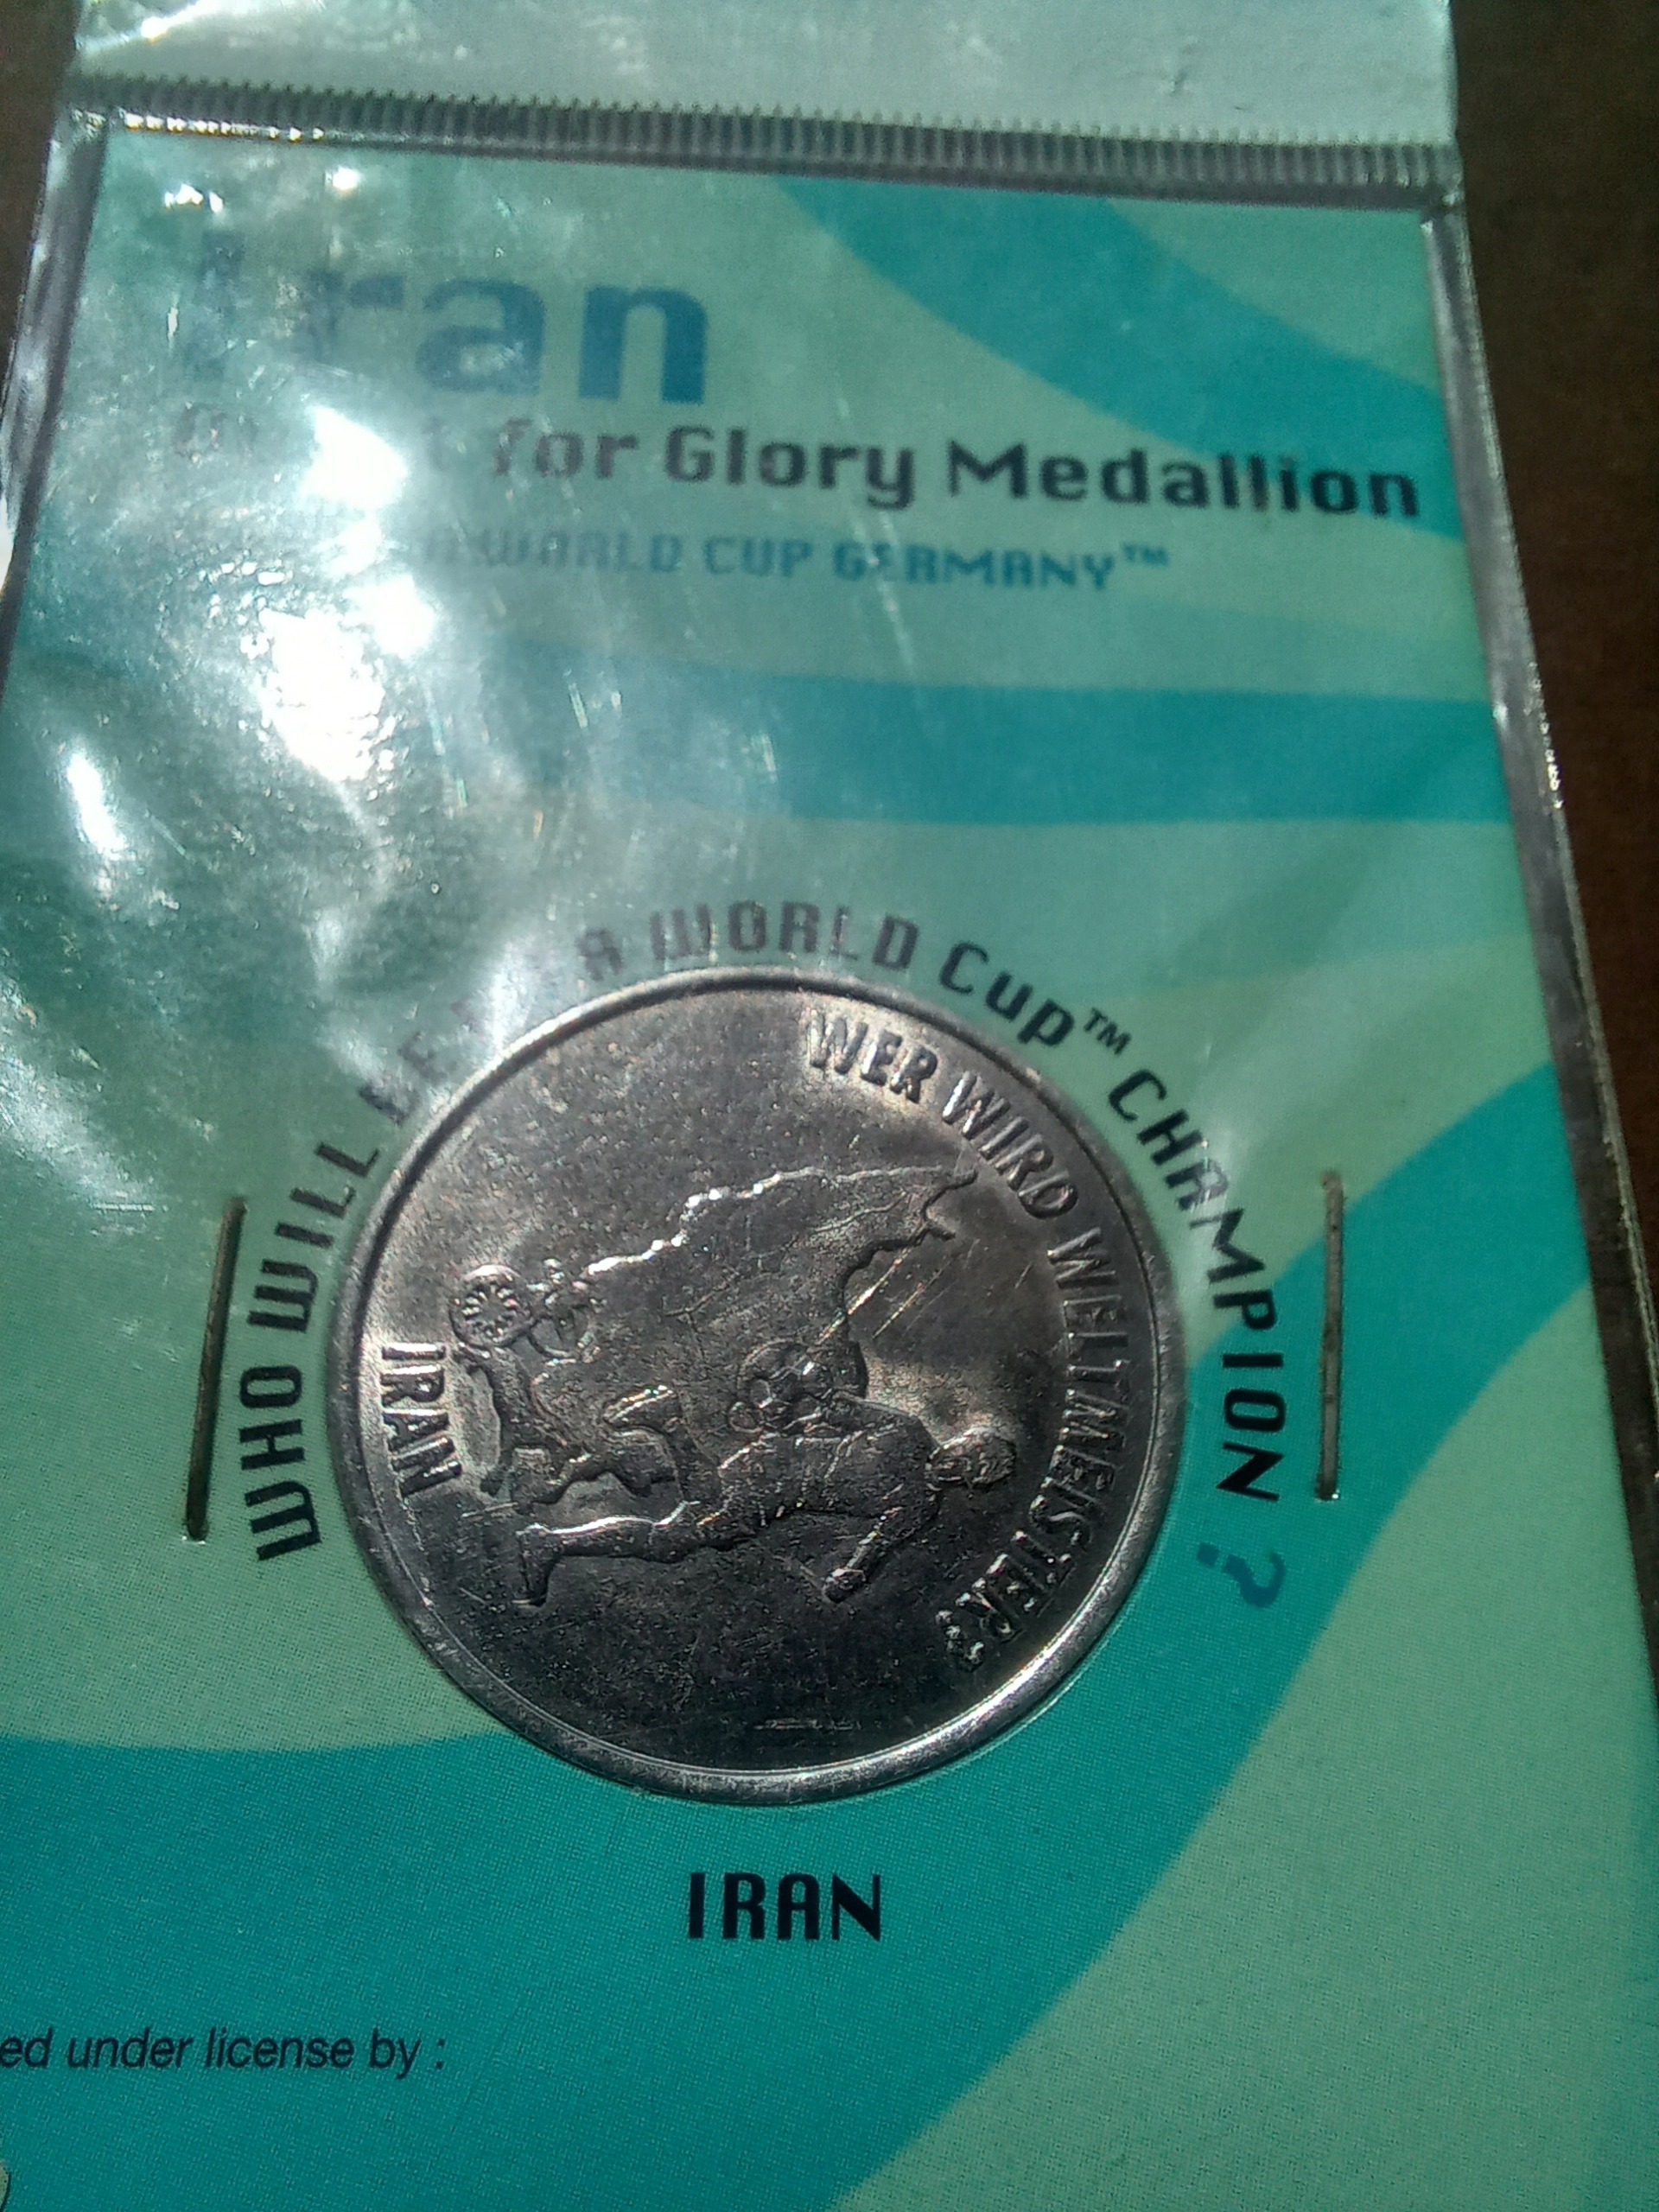 Iran
for Glory Medallion
WORLD CUP GERMANY™
WHO WILL BE A WORLD CUP™ CHAMPION ?
WER WIRD WELTMEISTER?
IRAN
IRAN
ed under license by :